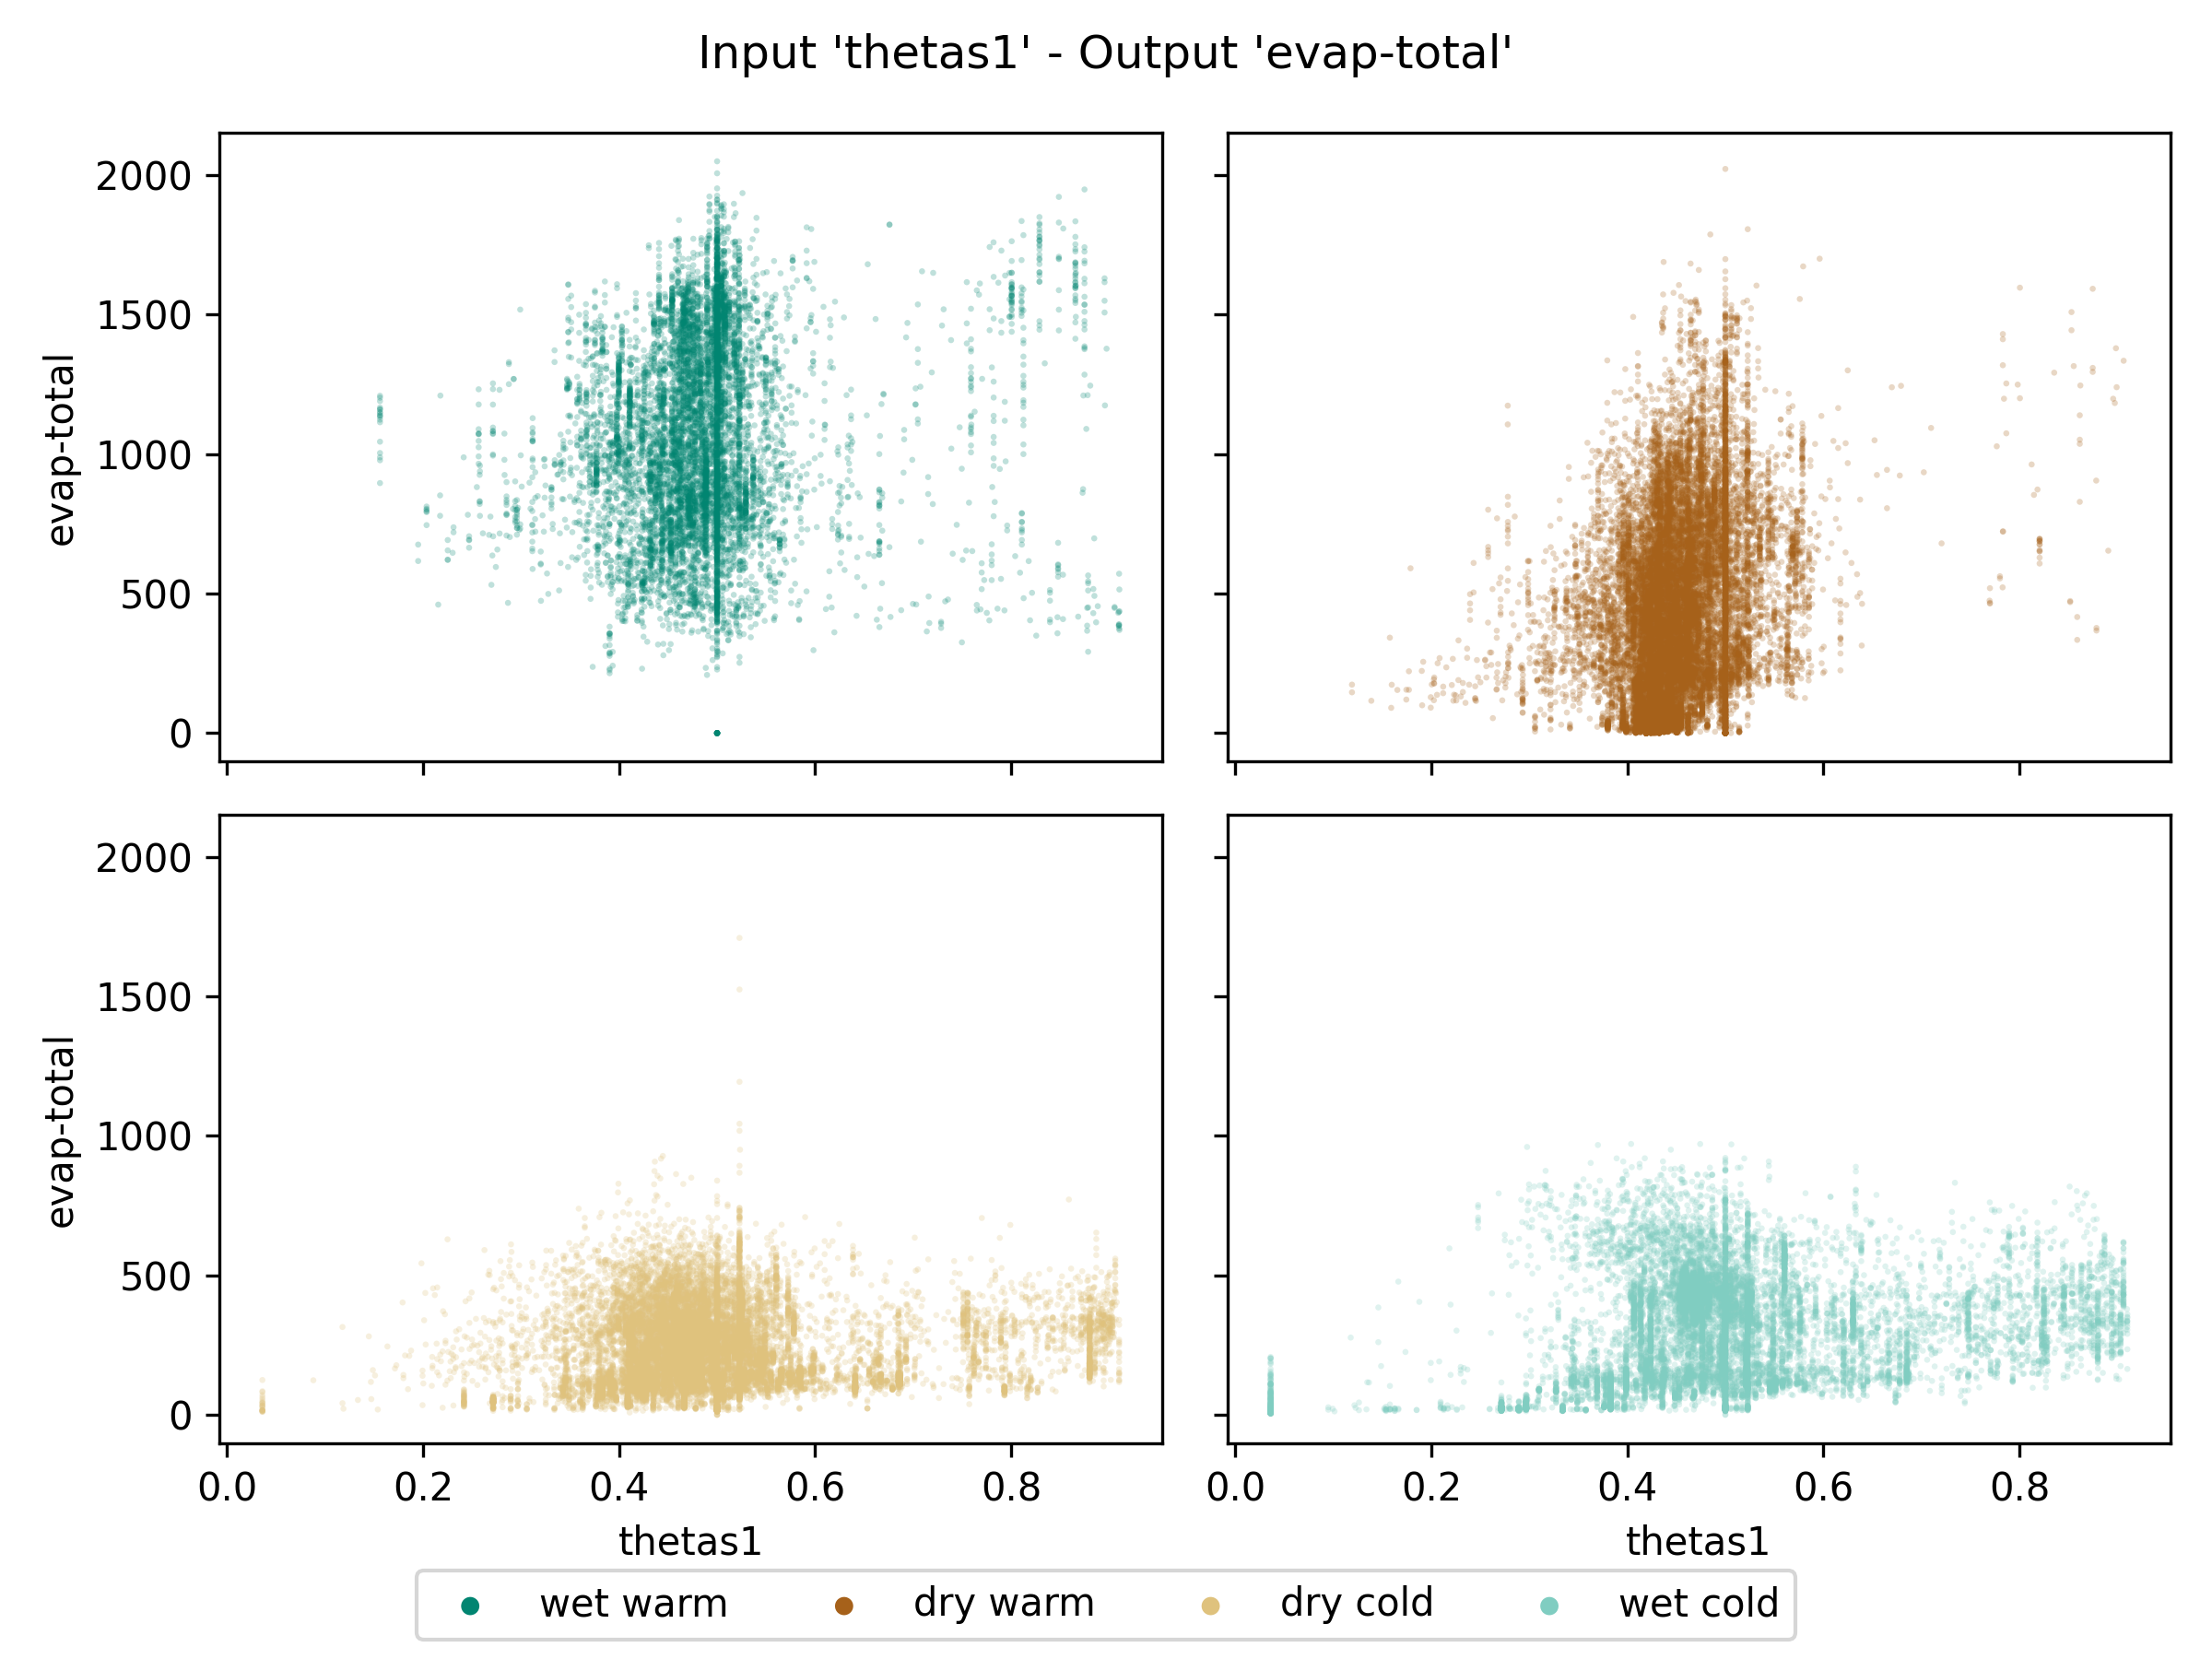 Input 'thetas1' - Output 'evap-total'
evap-total
2000
1500
1000
500
0
evap-total
2000
1500
1000
500
0
0.0 0.2 0.4 0.6 0.8
0.0 0.2 0.4 0.6 0.8
thetas1
thetas1
wet warm dry warm dry cold wet cold